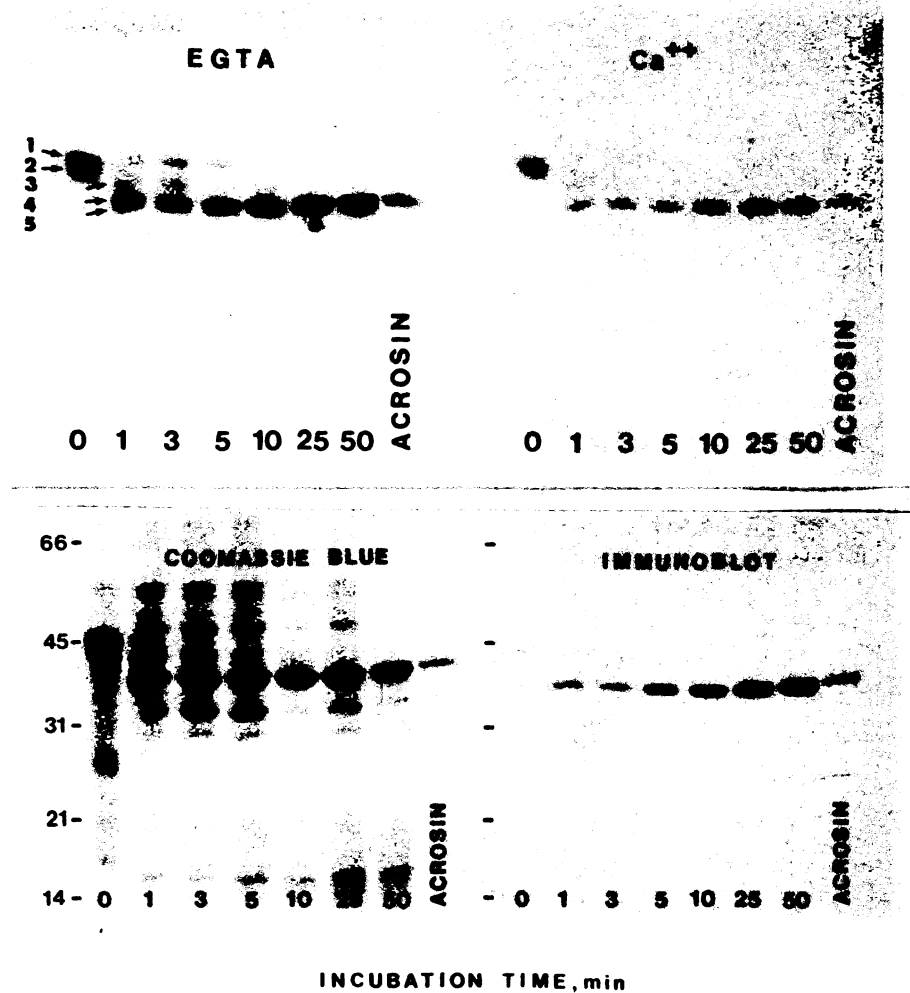 EGTA
Ca++
1
2
3
4
5
ACROSIN
ACROSIN
0 1 3 5 10 25 50
0 1 3 5 10 25 50
66-
COOMASSIE BLUE
IMMUNOBLOT
45-
31-
21-
ACROSIN
ACROSIN
14- 0 1 3 5 10 25 50
0 1 3 5 10 25 50
INCUBATION TIME, min